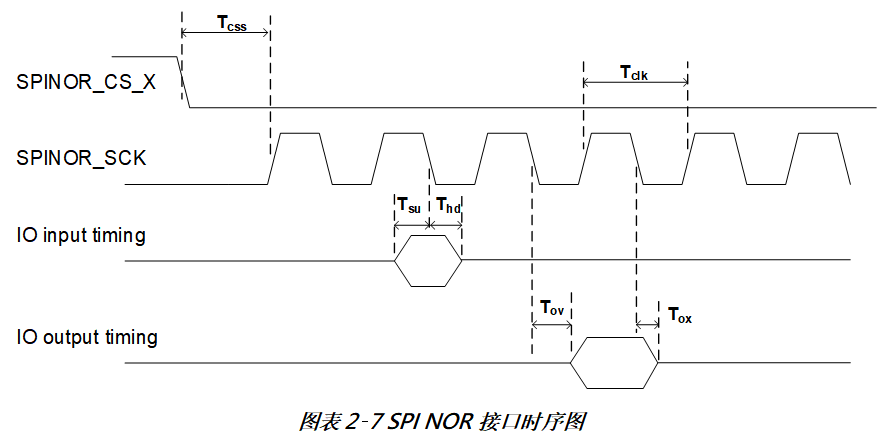 Tcss
SPINOR_CS_X
Tclk
SPINOR_SCK
Tsu Thd
IO input timing
Tov Tox
IO output timing
图表 2-7 SPI NOR 接口时序图